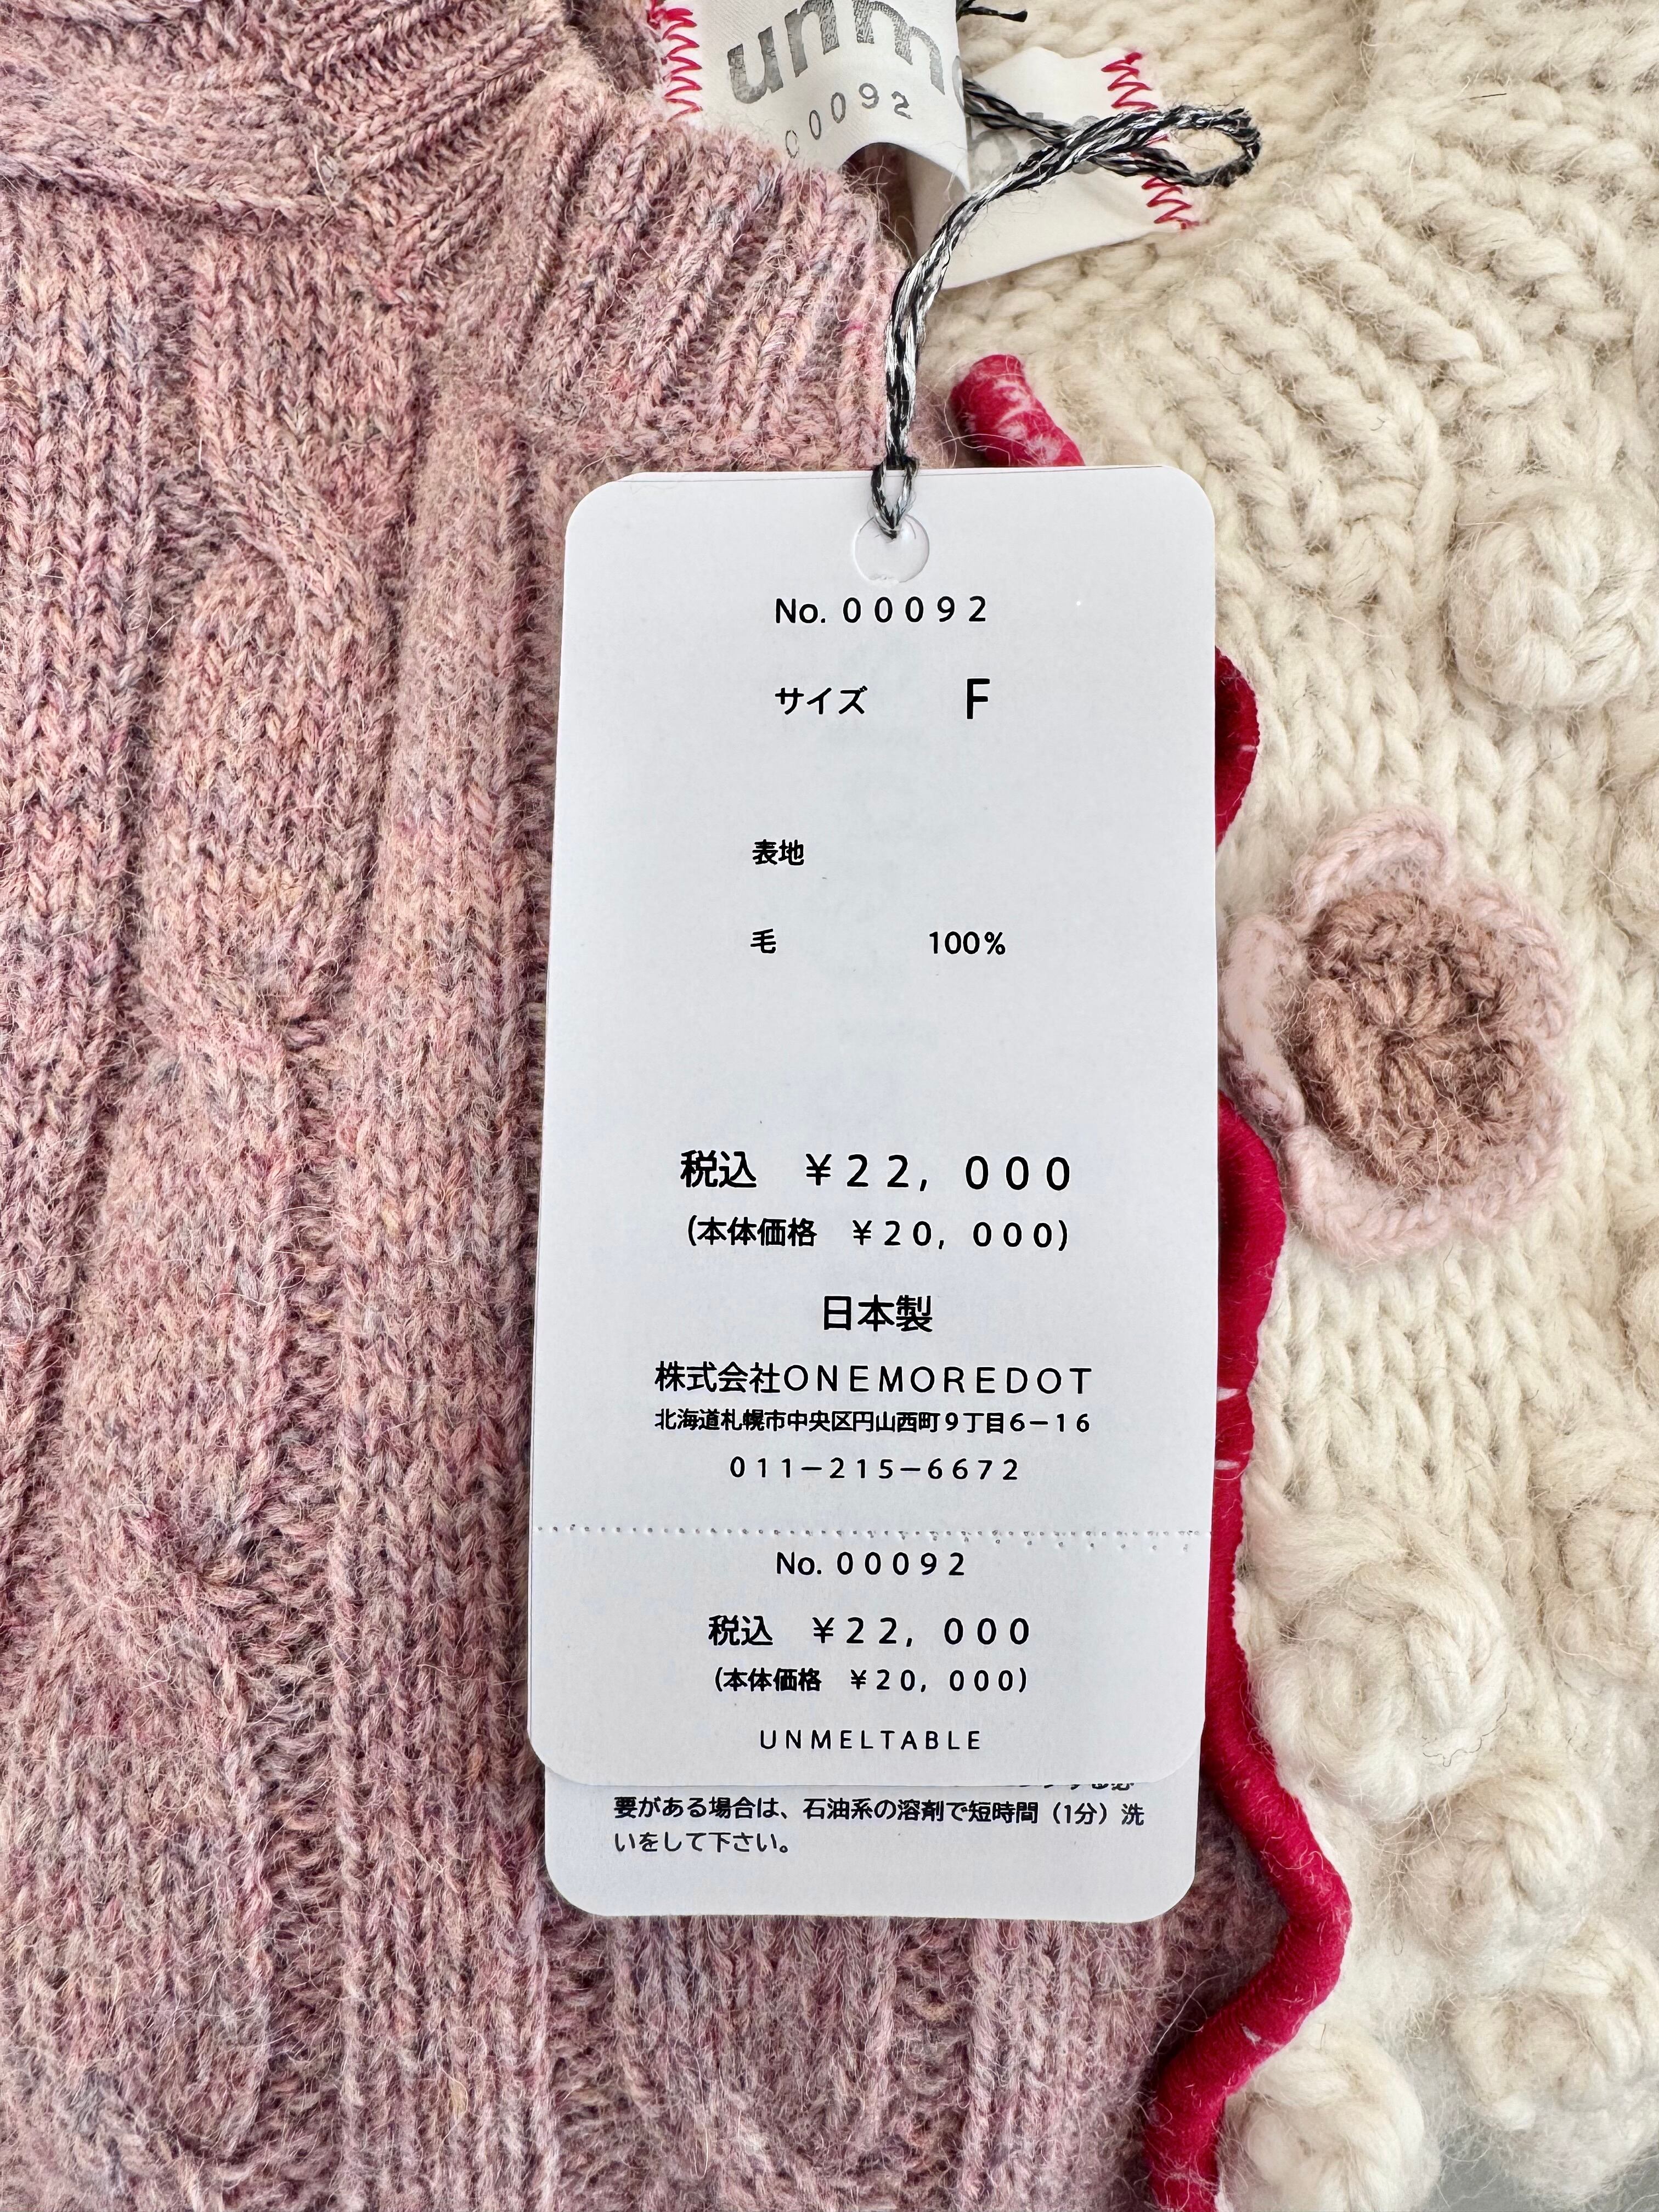 unm
00092
No. 00092
サイズ F
表地
毛 100%
税込 ¥22, 000
(本体価格 ¥20, 000)
日本製
株式会社ONEMOREDOT
北海道札幌市中央区円山西町9丁目6－16
011－215－6672
No. 00092
税込 ¥22, 000
(本体価格 ¥20, 000)
UNMELTABLE
要がある場合は、石油系の溶剤で短時間（1分）洗
いをして下さい。